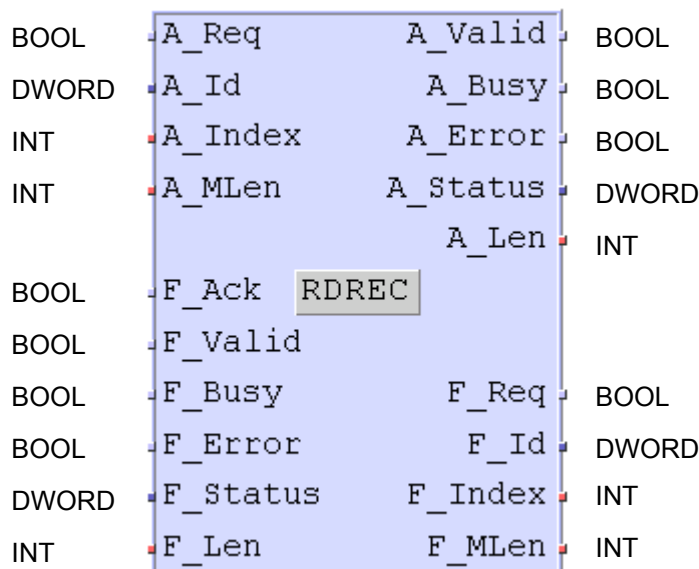 BOOL A_Req A_Valid BOOL
DWORD A_Id A_Busy BOOL
INT A_Index A_Error BOOL
INT A_MLen A_Status DWORD
A_Len INT
BOOL F_Ack RDREC
BOOL F_Valid
BOOL F_Busy F_Req BOOL
BOOL F_Error F_Id DWORD
DWORD F_Status F_Index INT
INT F_Len F_MLen INT